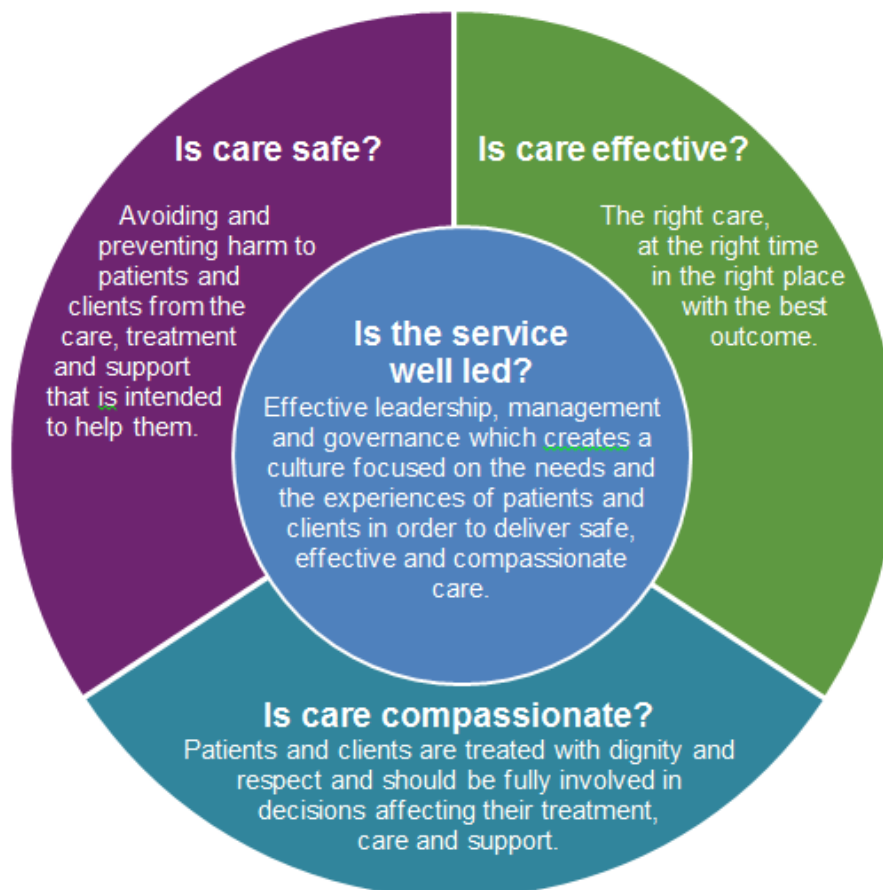 Is care safe?
Avoiding and
preventing harm to
patients and
clients from the
care, treatment
and support
that is intended
to help them.
Is care effective?
The right care,
at the right time
in the right place
with the best
outcome.
Is the service
well led?
Effective leadership, management
and governance which creates a
culture focused on the needs and
the experiences of patients and
clients in order to deliver safe,
effective and compassionate
care.
Is care compassionate?
Patients and clients are treated with dignity and
respect and should be fully involved in
decisions affecting their treatment,
care and support.